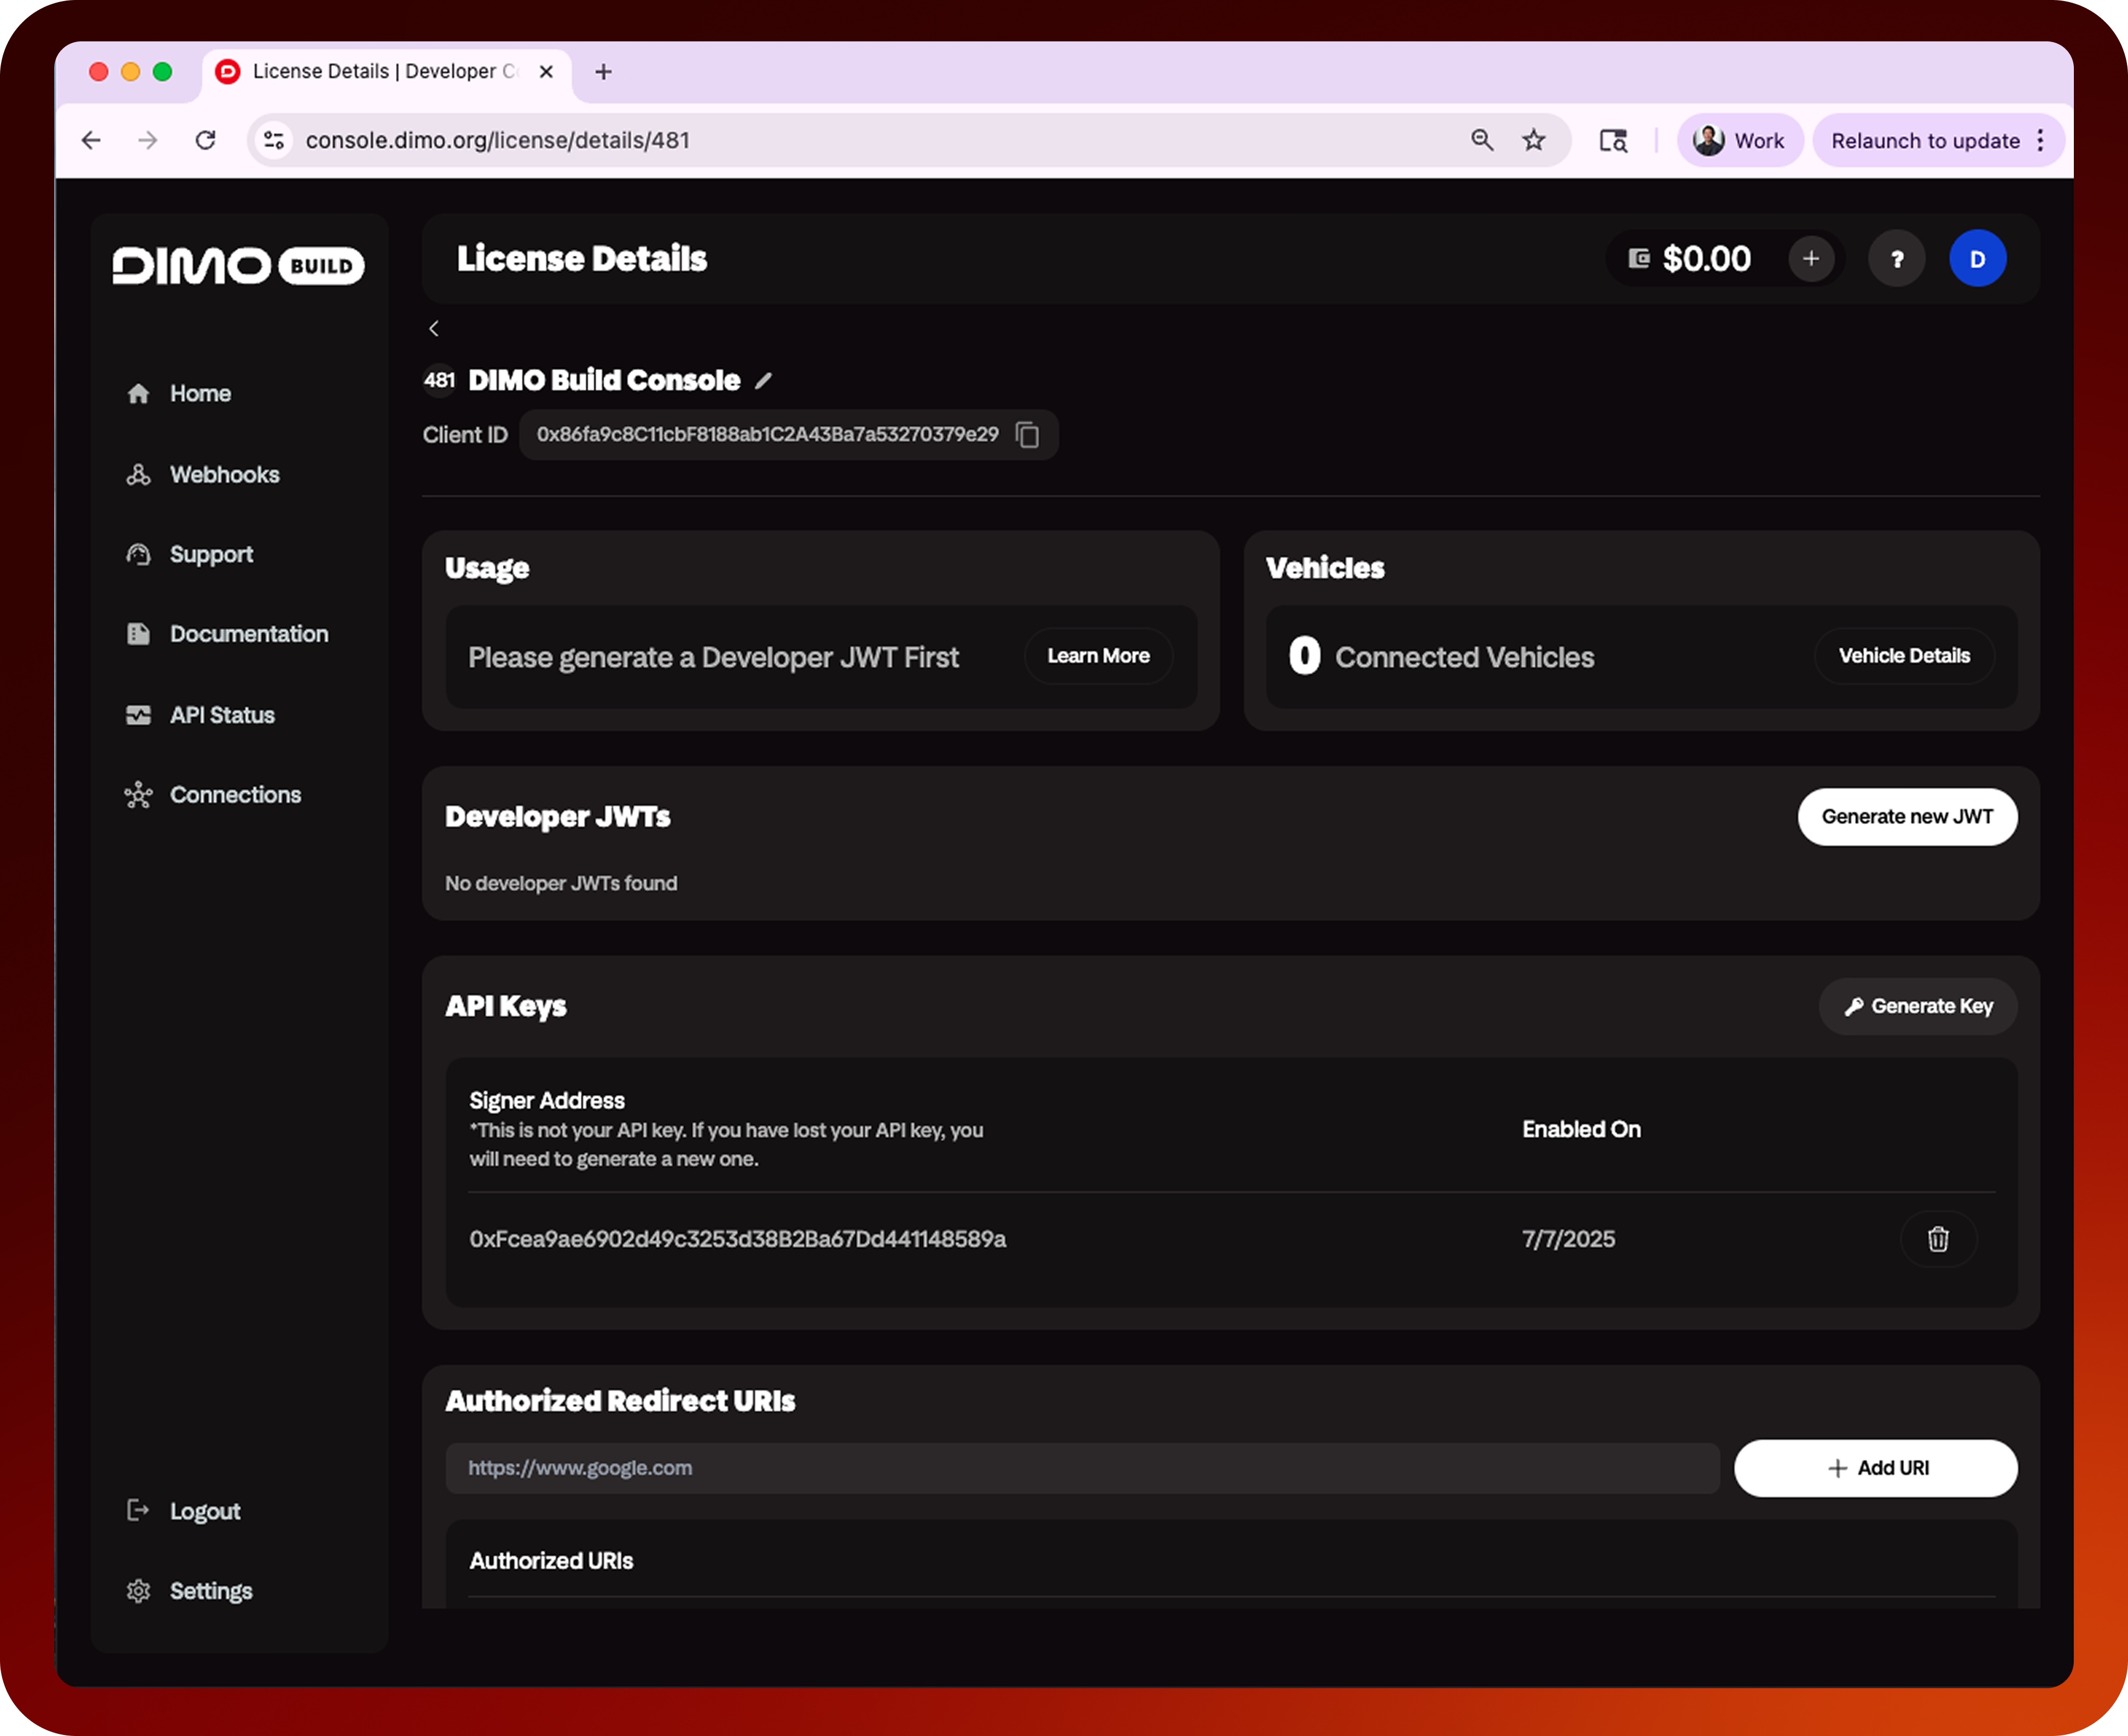 License Details | Developer C
console.dimo.org/license/details/481
Work
Relaunch to update
DIMO BUILD
Home
Webhooks
Support
Documentation
API Status
Connections
Logout
Settings
License Details
$0.00
?
D
481 DIMO Build Console
Client ID 0x86fa9c8C11cbF8188ab1C2A43Ba7a53270379e29
Usage
Please generate a Developer JWT First
Learn More
Vehicles
0 Connected Vehicles
Vehicle Details
Developer JWTs
Generate new JWT
No developer JWTs found
API Keys
Generate Key
Signer Address
*This is not your API key. If you have lost your API key, you
will need to generate a new one.
Enabled On
0xFcea9ae6902d49c3253d38B2Ba67Dd441148589a
7/7/2025
Authorized Redirect URIs
https://www.google.com
+ Add URI
Authorized URIs